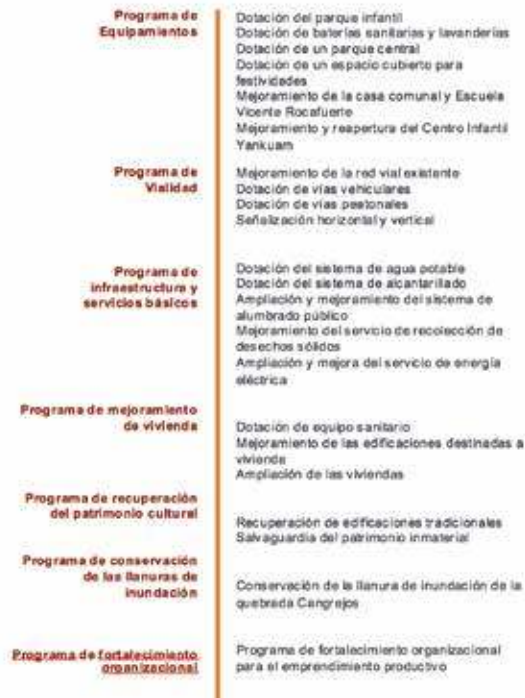 Programa de
Equipamientos
Dotación del parque infantil
Dotación de baterías sanitarias y lavanderías
Dotación de un parque central
Dotación de un espacio cubierto para
festividades
Mejoramiento de la casa comunal y Escuela
Vicente Rocafuerte
Mejoramiento y reapertura del Centro Infantil
Yankuam
Programa de
Vialidad
Mejoramiento de la red vial existente
Dotación de vías vehiculares
Dotación de vías peatonales
Señalización horizontal y vertical
Programa de
infraestructura y
servicios básicos
Dotación del sistema de agua potable
Dotación del sistema de alcantarillado
Ampliación y mejoramiento del sistema de
alumbrado público
Mejoramiento del servicio de recolección de
desechos sólidos
Ampliación y mejora del servicio de energía
eléctrica
Programa de mejoramiento
de vivienda
Dotación de equipo sanitario
Mejoramiento de las edificaciones destinadas a
vivienda
Ampliación de las viviendas
Programa de recuperación
del patrimonio cultural
Recuperación de edificaciones tradicionales
Salvaguardia del patrimonio inmaterial
Programa de conservación
de las llanuras de
inundación
Conservación de la llanura de inundación de la
quebrada Cangrejos
Programa de fortalecimiento
organizacional
Programa de fortalecimiento organizacional
para el emprendimiento productivo